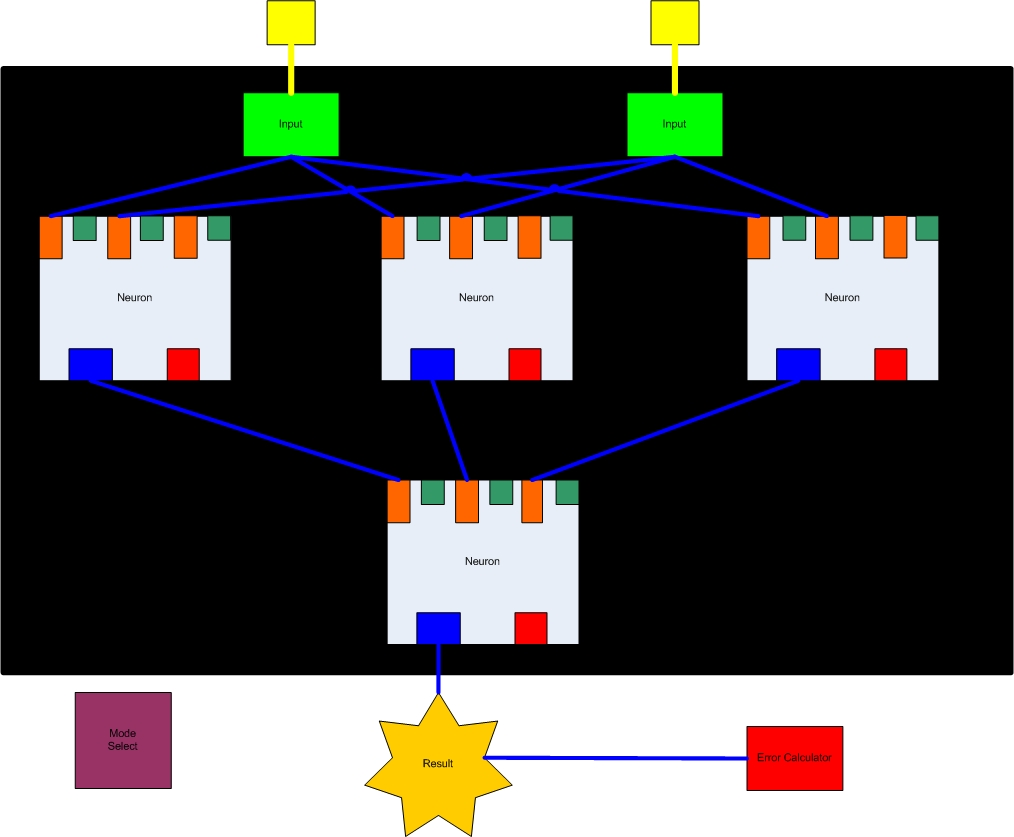 Input
Input
Neuron
Neuron
Neuron
Neuron
Mode
Select
Result
Error Calculator